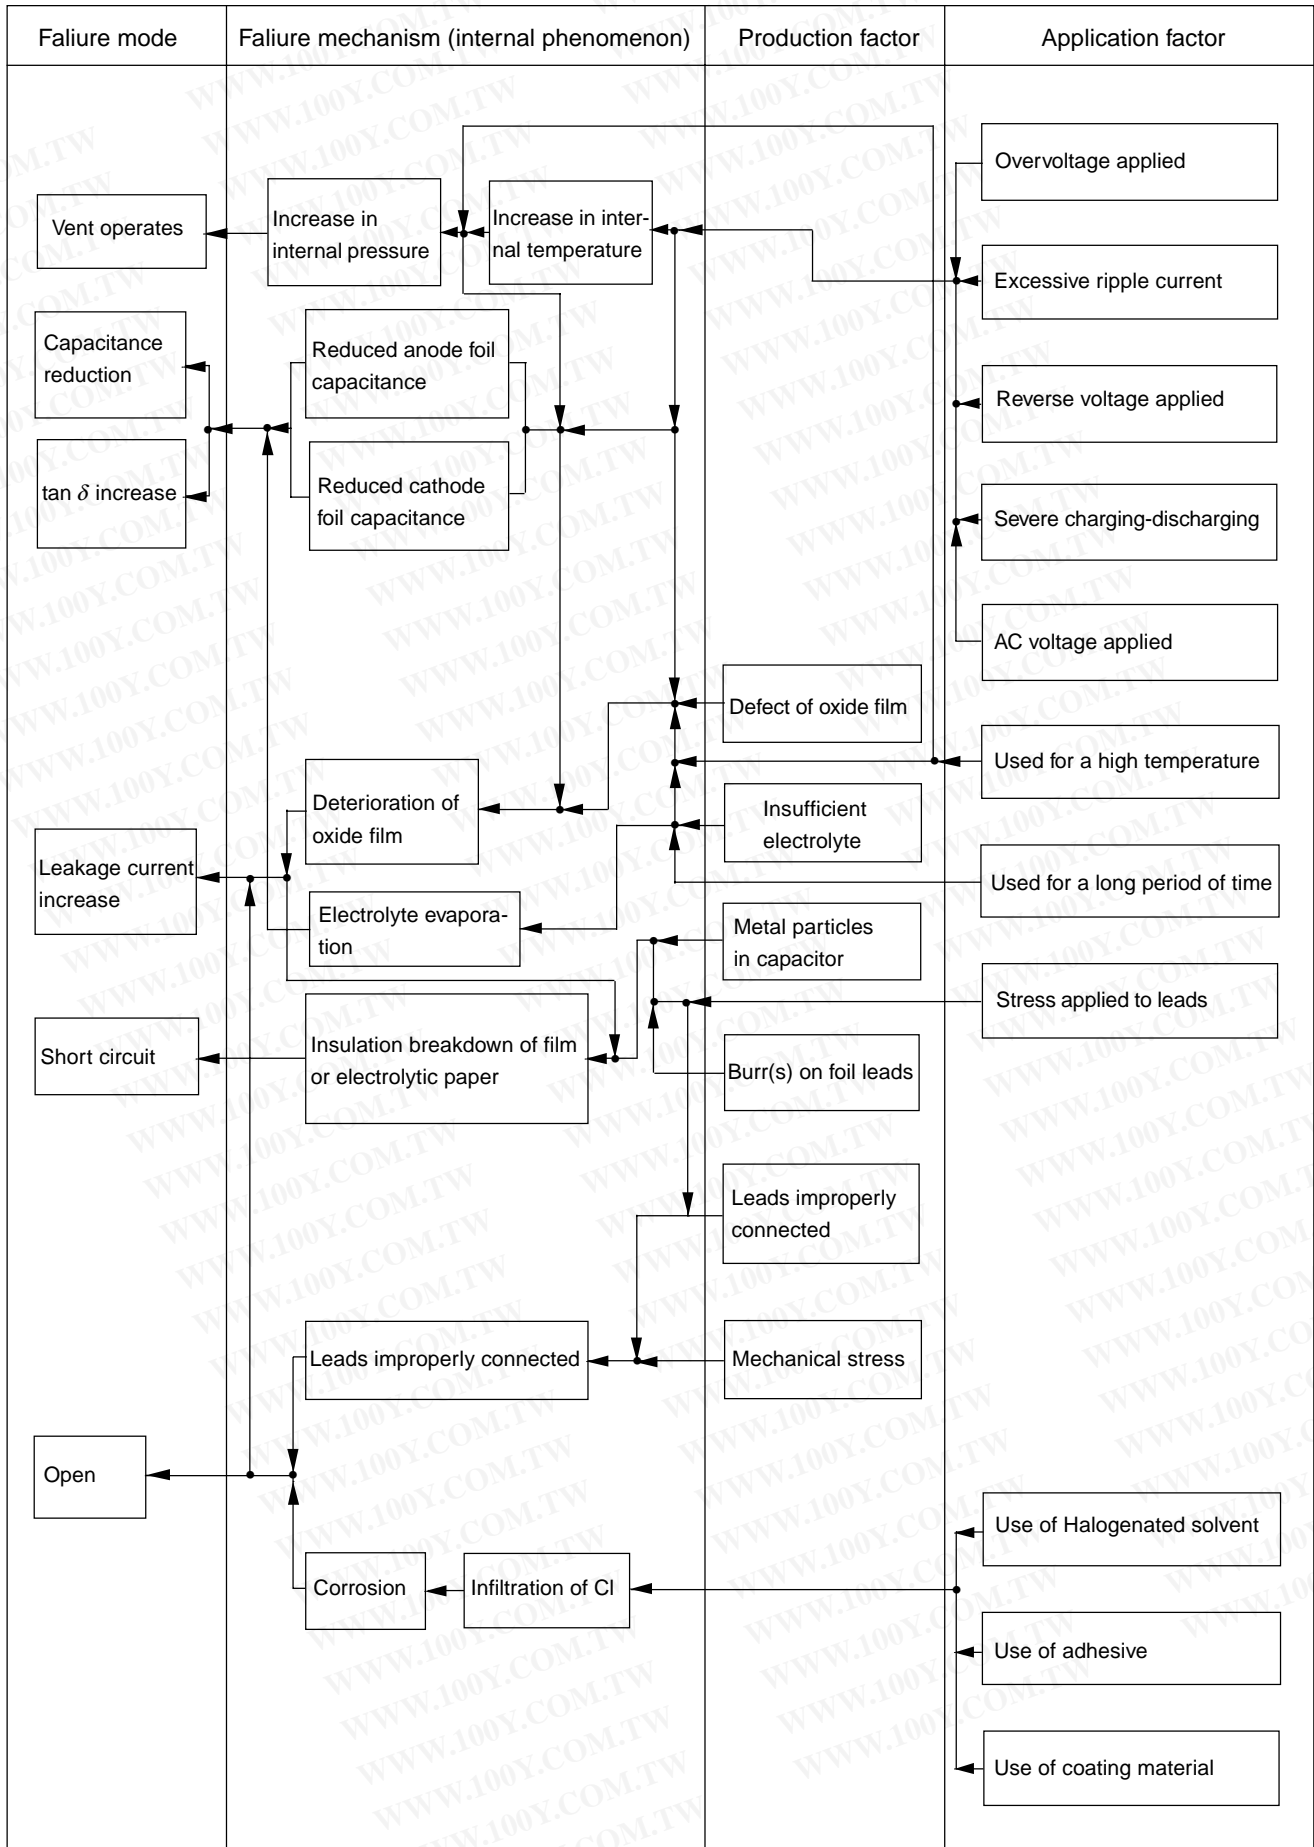 Faliure mode
Faliure mechanism (internal phenomenon)
Production factor
Application factor
Overvoltage applied
Vent operates
Increase in
internal pressure
Increase in inter-
nal temperature
Excessive ripple current
Capacitance
reduction
Reduced anode foil
capacitance
Reverse voltage applied
tan δ increase
Reduced cathode
foil capacitance
Severe charging-discharging
AC voltage applied
Defect of oxide film
Used for a high temperature
Deterioration of
oxide film
Insufficient
electrolyte
Leakage current
increase
Used for a long period of time
Electrolyte evapora-
tion
Metal particles
in capacitor
Stress applied to leads
Short circuit
Insulation breakdown of film
or electrolytic paper
Burr(s) on foil leads
Leads improperly
connected
Leads improperly connected
Mechanical stress
Open
Use of Halogenated solvent
Corrosion
Infiltration of Cl
Use of adhesive
Use of coating material
WWW.100Y.COM.TW